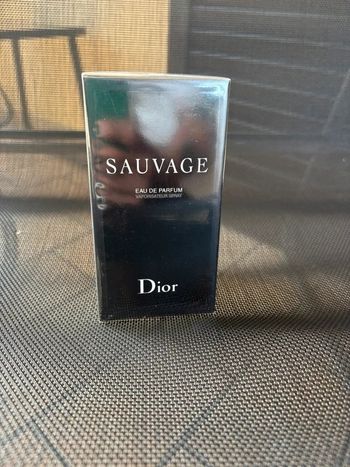 SAUVAGE
EAU DE PARFUM
VAPORISATEUR SPRAY
Dior